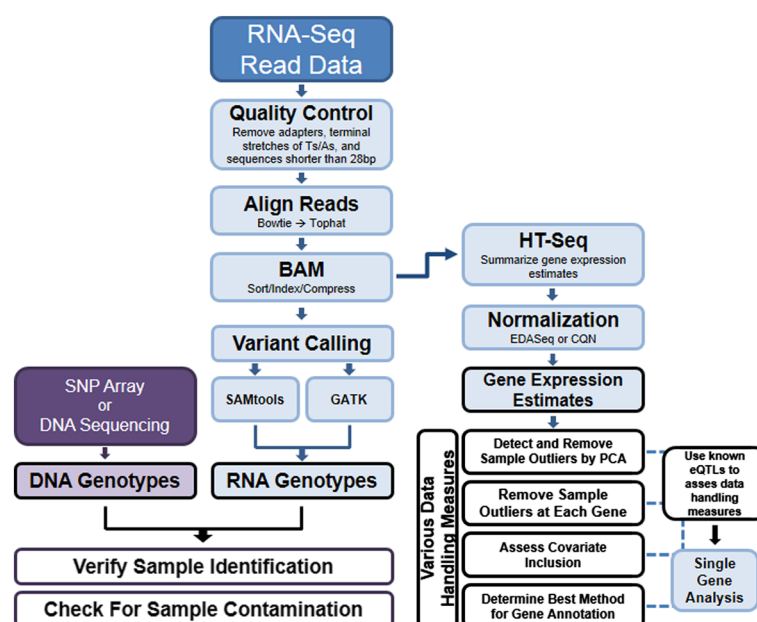 RNA-Seq
Read Data
Quality Control
Remove adapters, terminal
stretches of Ts/As, and
sequences shorter than 28bp
Align Reads
Bowtie → Tophat
BAM
Sort/Index/Compress
Variant Calling
SAMtools
GATK
SNP Array
or
DNA Sequencing
DNA Genotypes
RNA Genotypes
Verify Sample Identification
Check For Sample Contamination
HT-Seq
Summarize gene expression
estimates
Normalization
EDASeq or CQN
Gene Expression
Estimates
Various Data
Handling Measures
Detect and Remove
Sample Outliers by PCA
Remove Sample
Outliers at Each Gene
Assess Covariate
Inclusion
Determine Best Method
for Gene Annotation
Use known
eQTLs to
asses data
handling
measures
Single
Gene
Analysis